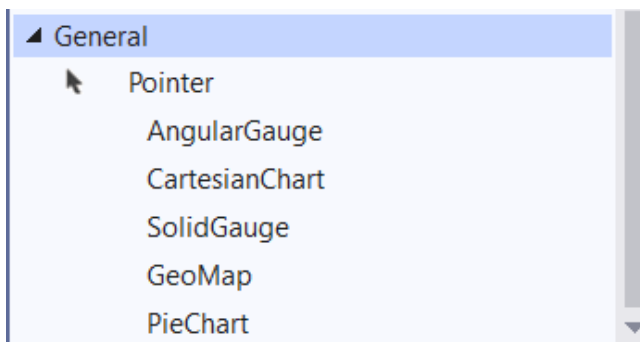 General
Pointer
AngularGauge
CartesianChart
SolidGauge
GeoMap
PieChart